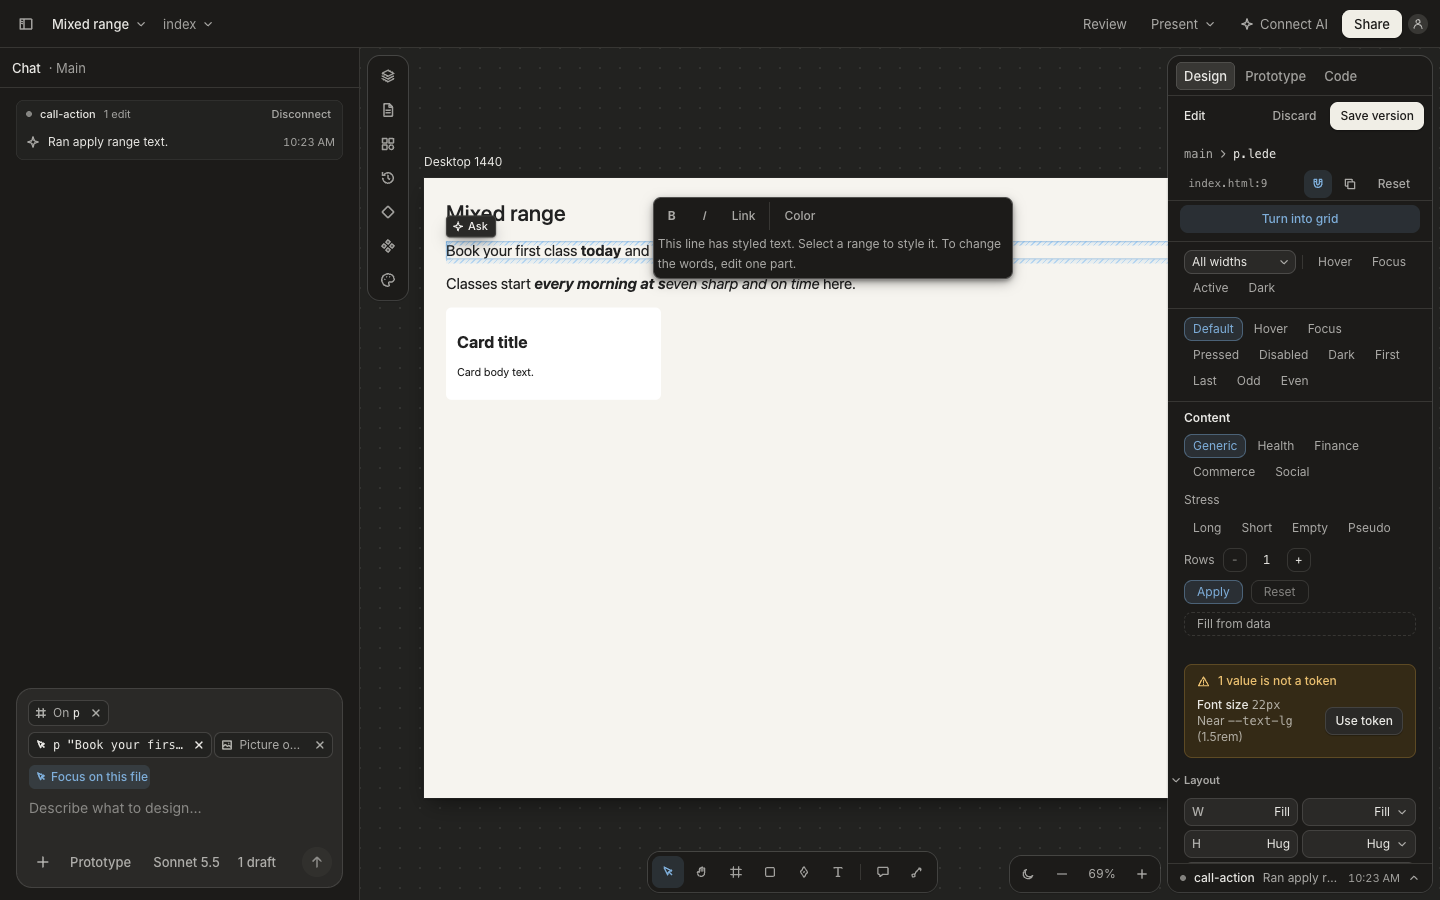 Mixed range
index
Review
Present
Connect AI
Share
Chat · Main
call-action 1 edit
Disconnect
Ran apply range text.
10:23 AM
On p
p "Book your firs…
Picture o…
Focus on this file
Describe what to design...
Prototype
Sonnet 5.5
1 draft
Desktop 1440
Mixed range
Ask
Book your first class today and
B I Link Color
This line has styled text. Select a range to style it. To change
the words, edit one part.
Classes start every morning at seven sharp and on time here.
Card title
Card body text.
T
69%
Design Prototype Code
Edit Discard Save version
main > p.lede
index.html:9
Reset
Turn into grid
All widths Hover Focus
Active Dark
Default Hover Focus
Pressed Disabled Dark First
Last Odd Even
Content
Generic Health Finance
Commerce Social
Stress
Long Short Empty Pseudo
Rows - 1 +
Apply Reset
Fill from data
1 value is not a token
Font size 22px
Near --text-lg
(1.5rem)
Use token
Layout
W Fill Fill
H Hug Hug
call-action Ran apply r… 10:23 AM